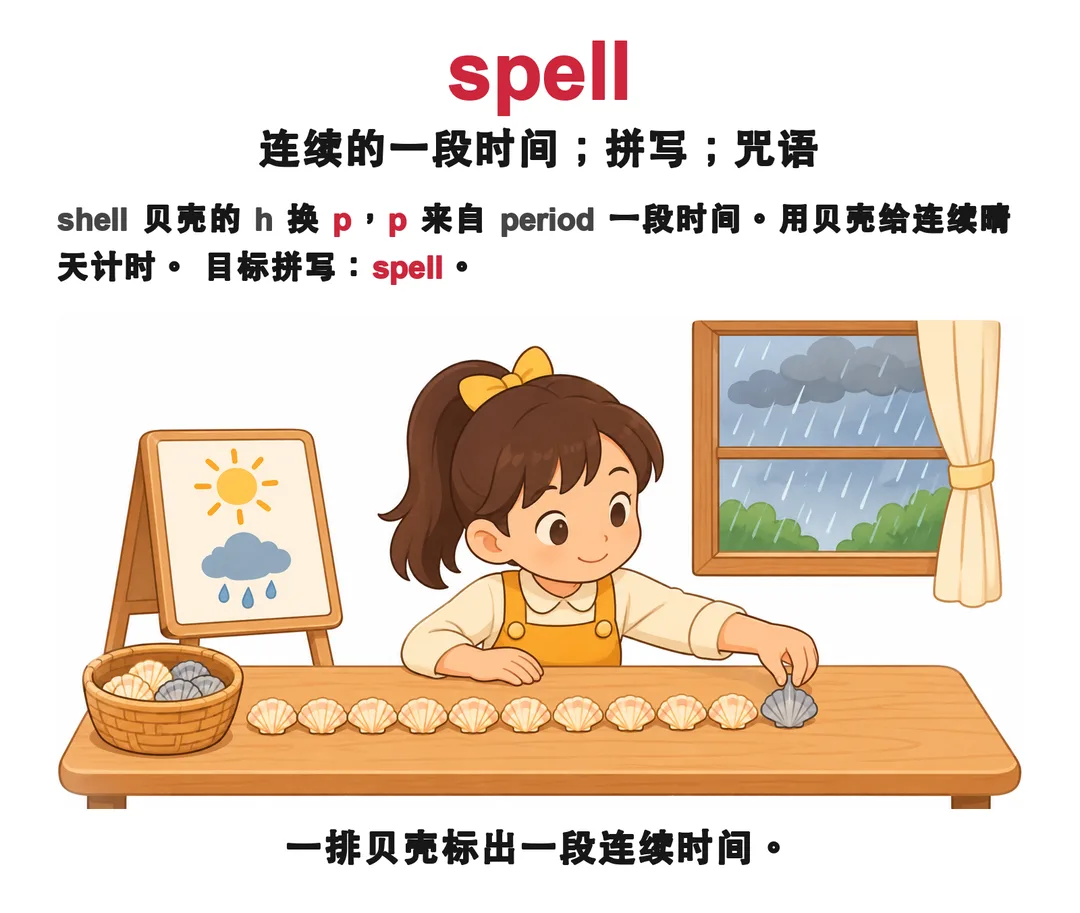 spell
连续的一段时间；拼写；咒语
shell 贝壳的 h 换 p，p 来自 period 一段时间。用贝壳给连续晴
天计时。 目标拼写：spell。
一排贝壳标出一段连续时间。